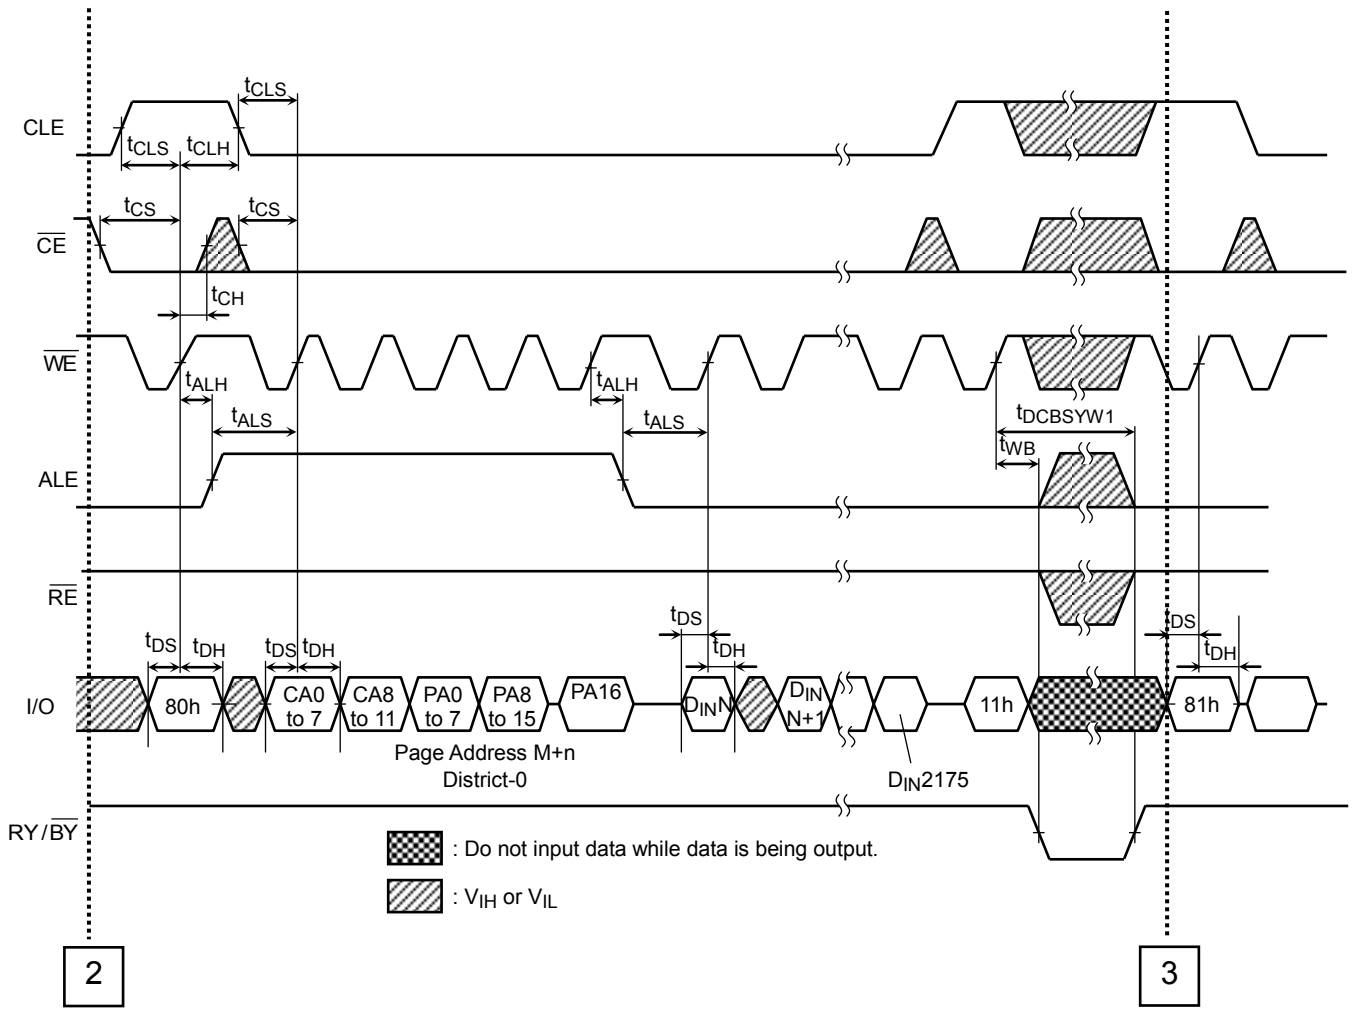 tCLS
CLE
tCLS
tCLH
tCS
tCS
CE
tCH
WE
tALH
tALH
tALS
tALS
tDCBSYW1
tWB
ALE
RE
tDS
tDH
tDS
tDH
tDS
tDH
tDS
tDH
I/O
80h
CA0
to 7
CA8
to 11
PA0
to 7
PA8
to 15
PA16
DINN
DIN
N+1
11h
81h
Page Address M+n
District-0
DIN2175
RY/BY
: Do not input data while data is being output.
: VIH or VIL
2
3